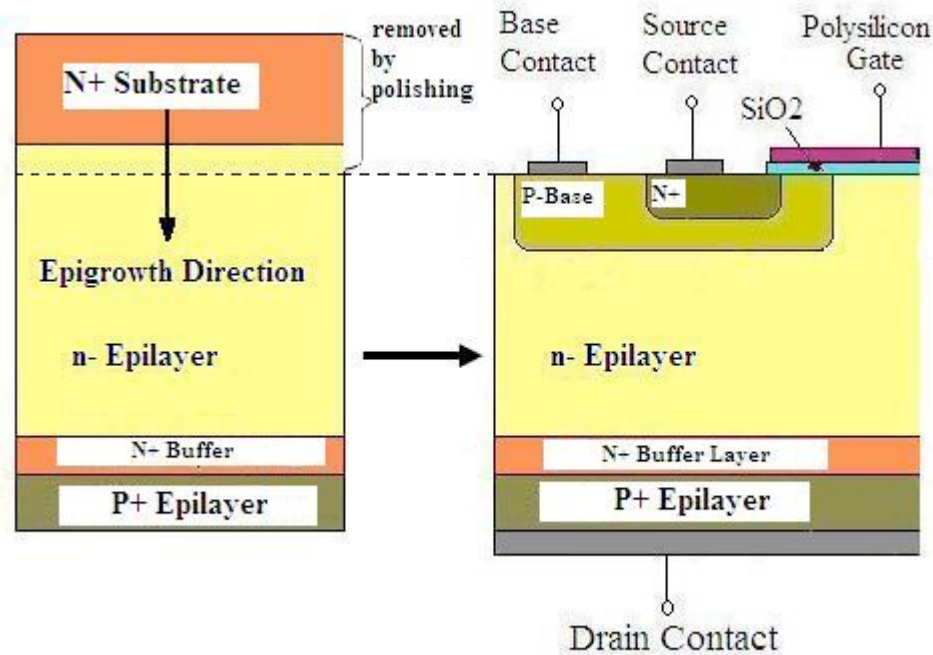 N+ Substrate
removed
by
polishing
Epigrowth Direction
n- Epilayer
N+ Buffer
P+ Epilayer
Base
Contact
Source
Contact
Polysilicon
Gate
SiO2
P-Base
N+
n- Epilayer
N+ Buffer Layer
P+ Epilayer
Drain Contact